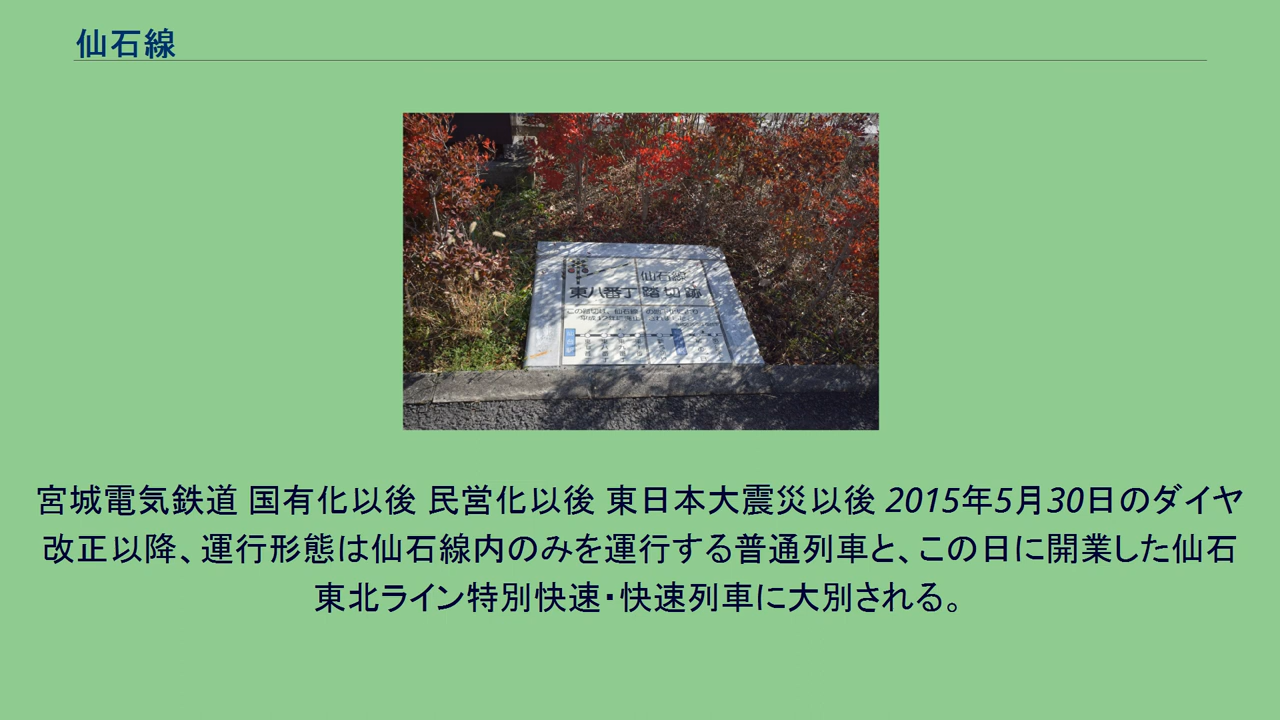 仙石線
仙石線
東八番丁踏切跡
宮城電気鉄道 国有化以後 民営化以後 東日本大震災以後 2015年5月30日のダイヤ
改正以降、運行形態は仙石線内のみを運行する普通列車と、この日に開業した仙石
東北ライン特別快速・快速列車に大別される。